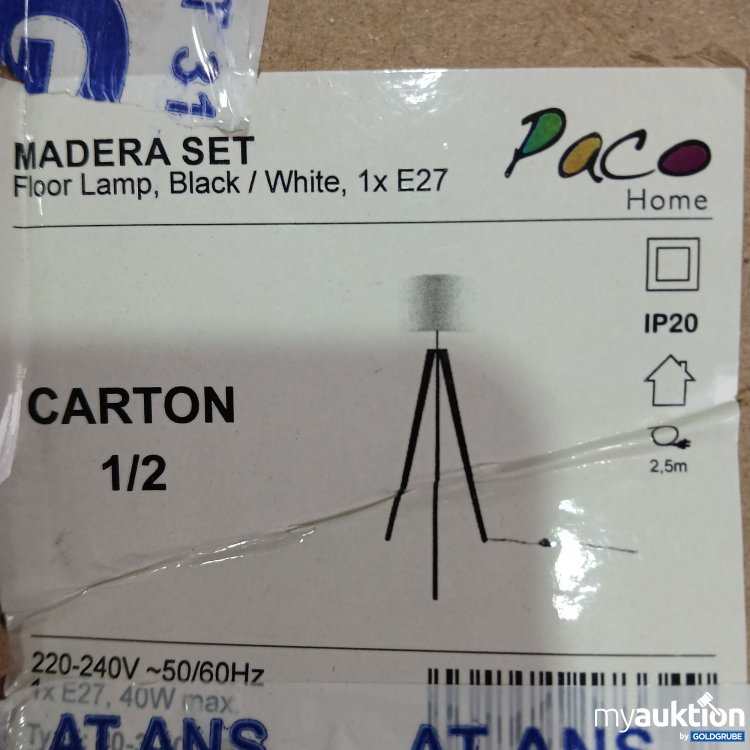 T 31
MADERA SET
Floor Lamp, Black / White, 1x E27
Paco
Home
IP20
CARTON
1/2
2,5m
220-240V ~50/60Hz
1x E27, 40W max.
AT ANS
AT ANS
myauktion
by GOLDGRUBE